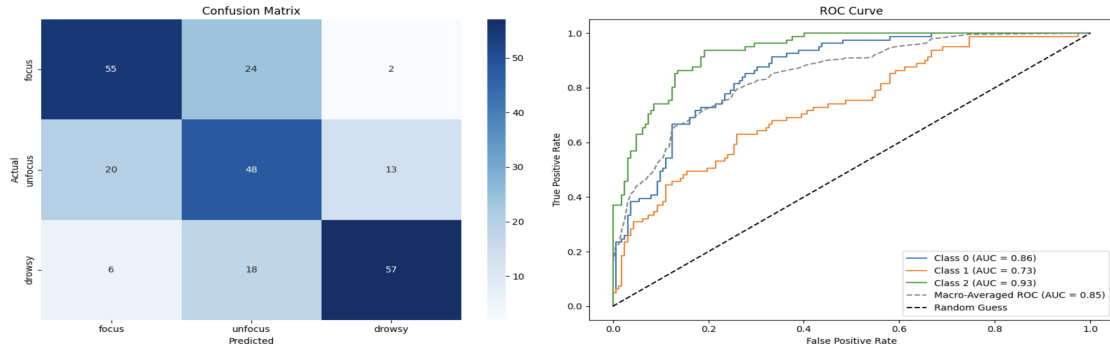 Confusion Matrix
focus
unfocus
drowsy
Actual
55
24
2
20
48
13
6
18
57
focus
unfocus
drowsy
Predicted
50
40
30
20
10
ROC Curve
True Positive Rate
1.0
0.8
0.6
0.4
0.2
0.0
0.0
0.2
0.4
0.6
0.8
1.0
False Positive Rate
Class 0 (AUC = 0.86)
Class 1 (AUC = 0.73)
Class 2 (AUC = 0.93)
Macro-Averaged ROC (AUC = 0.85)
Random Guess